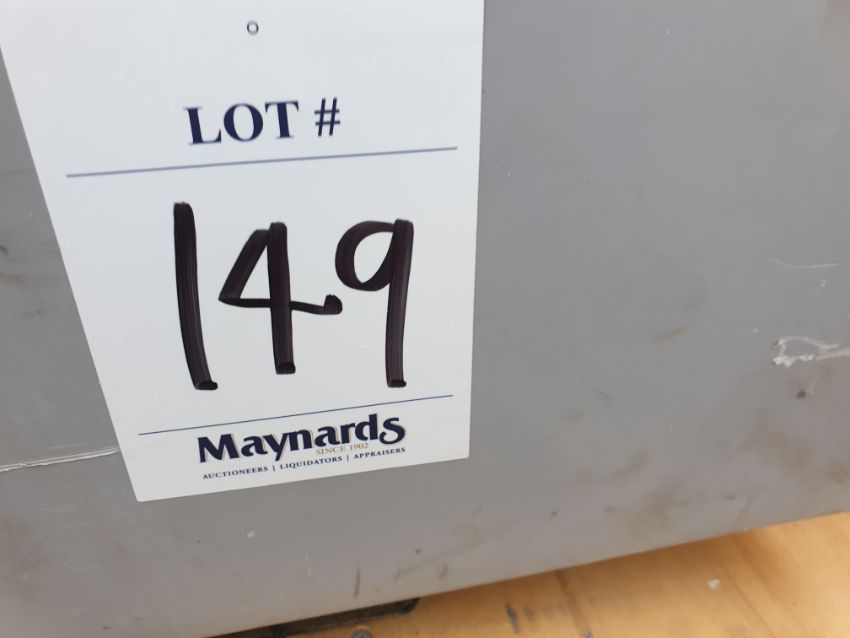 LOT #
149
Maynards
SINCE 1902
AUCTIONEERS | LIQUIDATORS | APPRAISERS